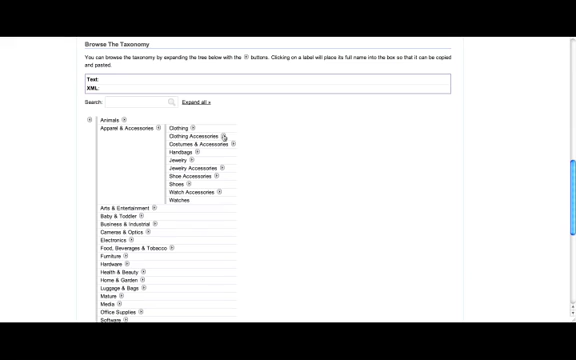 Browse The Taxonomy
You can browse the taxonomy by expanding the tree below with the buttons. Clicking on a label will place its full name into the box so that it can be copied
and pasted.
Text:
XML:
Search: Expand all »
Animals
Apparel & Accessories
Clothing
Clothing Accessories
Costumes & Accessories
Handbags
Jewelry
Jewelry Accessories
Shoe Accessories
Shoes
Watch Accessories
Watches
Arts & Entertainment
Baby & Toddler
Business & Industrial
Cameras & Optics
Electronics
Food, Beverages & Tobacco
Furniture
Hardware
Health & Beauty
Home & Garden
Luggage & Bags
Mature
Media
Office Supplies
Software